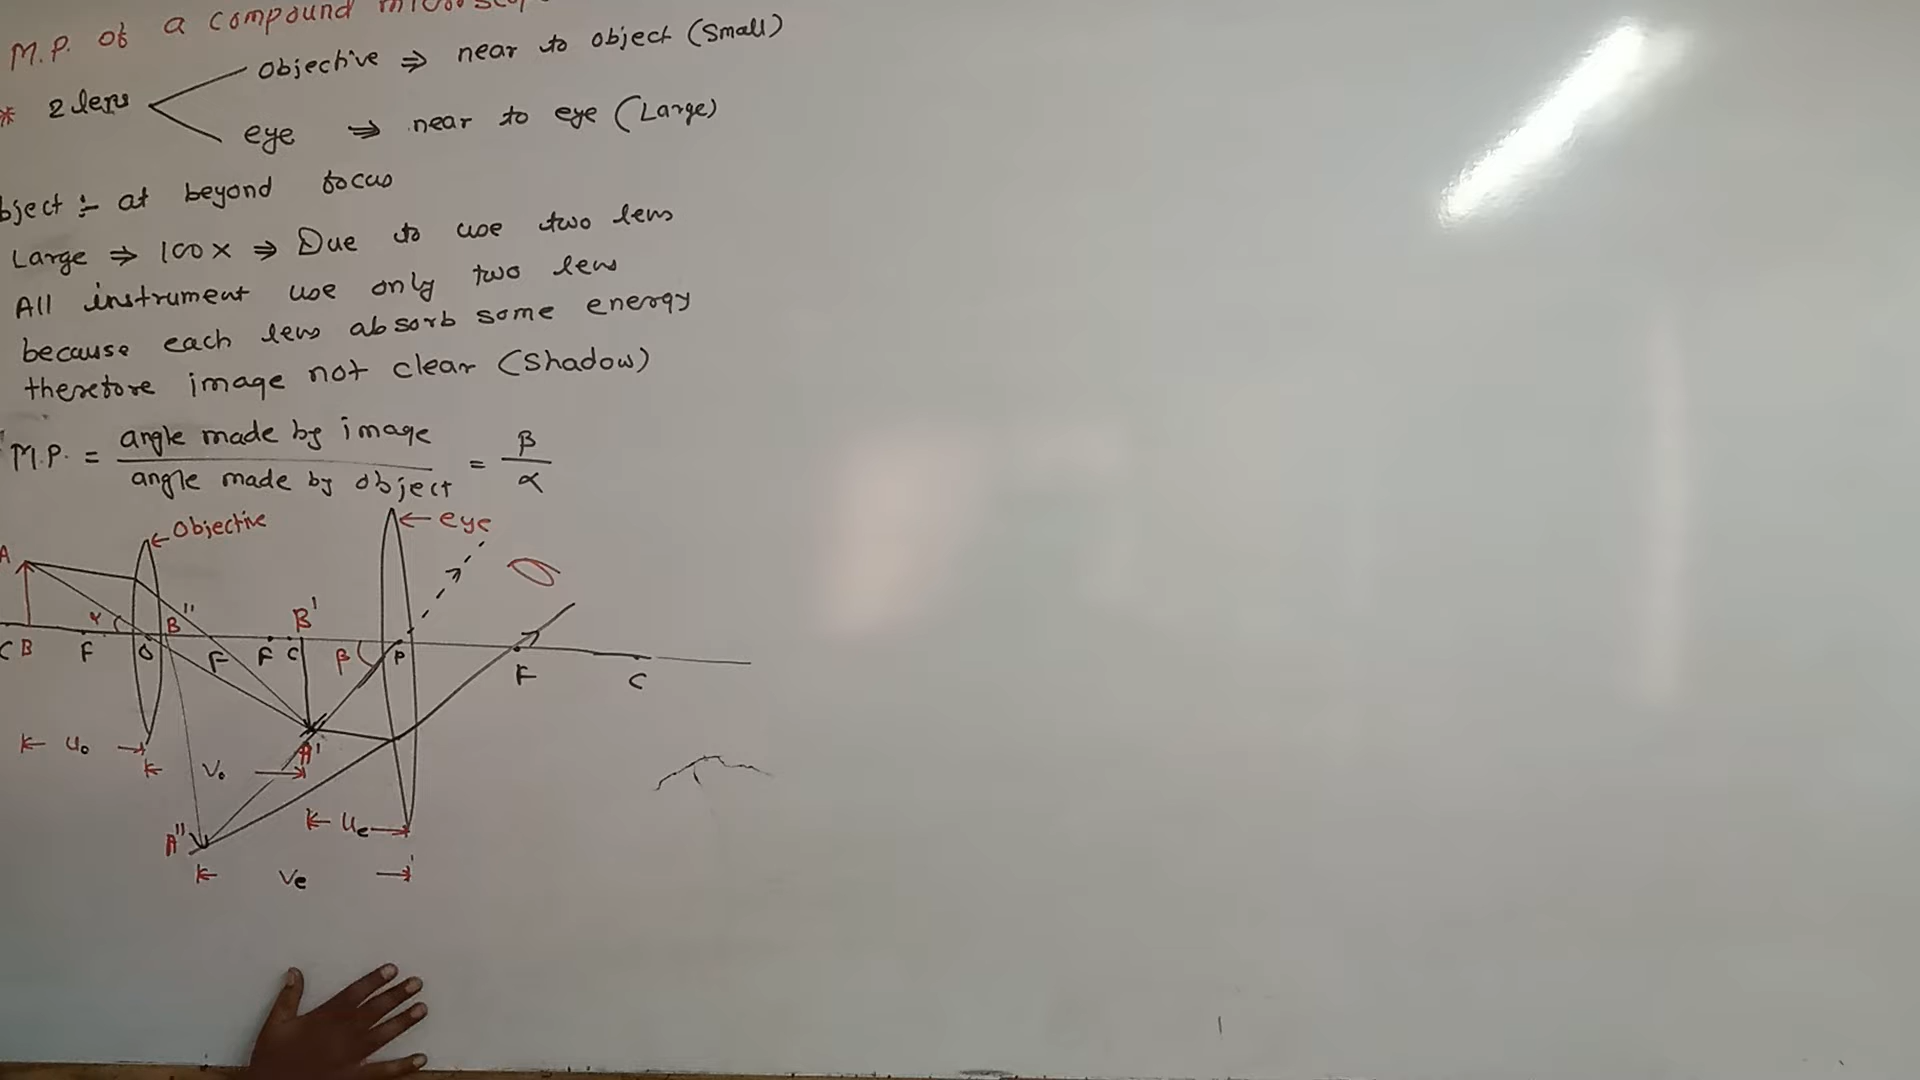 M.P. of a compound
Objective ⇒ near to object (Small)
* 2 lens
eye ⇒ near to eye (Large)
bject :- at beyond focus
Large ⇒ 100 x ⇒ Due to use two lens
All instrument use only two lens
because each lens absorb some energy
therefore image not clear (Shadow)
M.P. = angle made by image / angle made by object = β / α
← Objective
← eye
A
B" B'
C B F O F F C β P F C
A'
u₀
V₀
Ue
A"
Ve